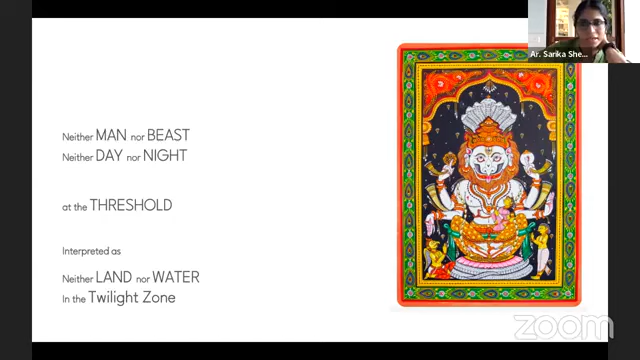 Ar. Sarika She...
Neither MAN nor BEAST
Neither DAY nor NIGHT
at the THRESHOLD
Interpreted as
Neither LAND nor WATER
In the Twilight Zone
zoom